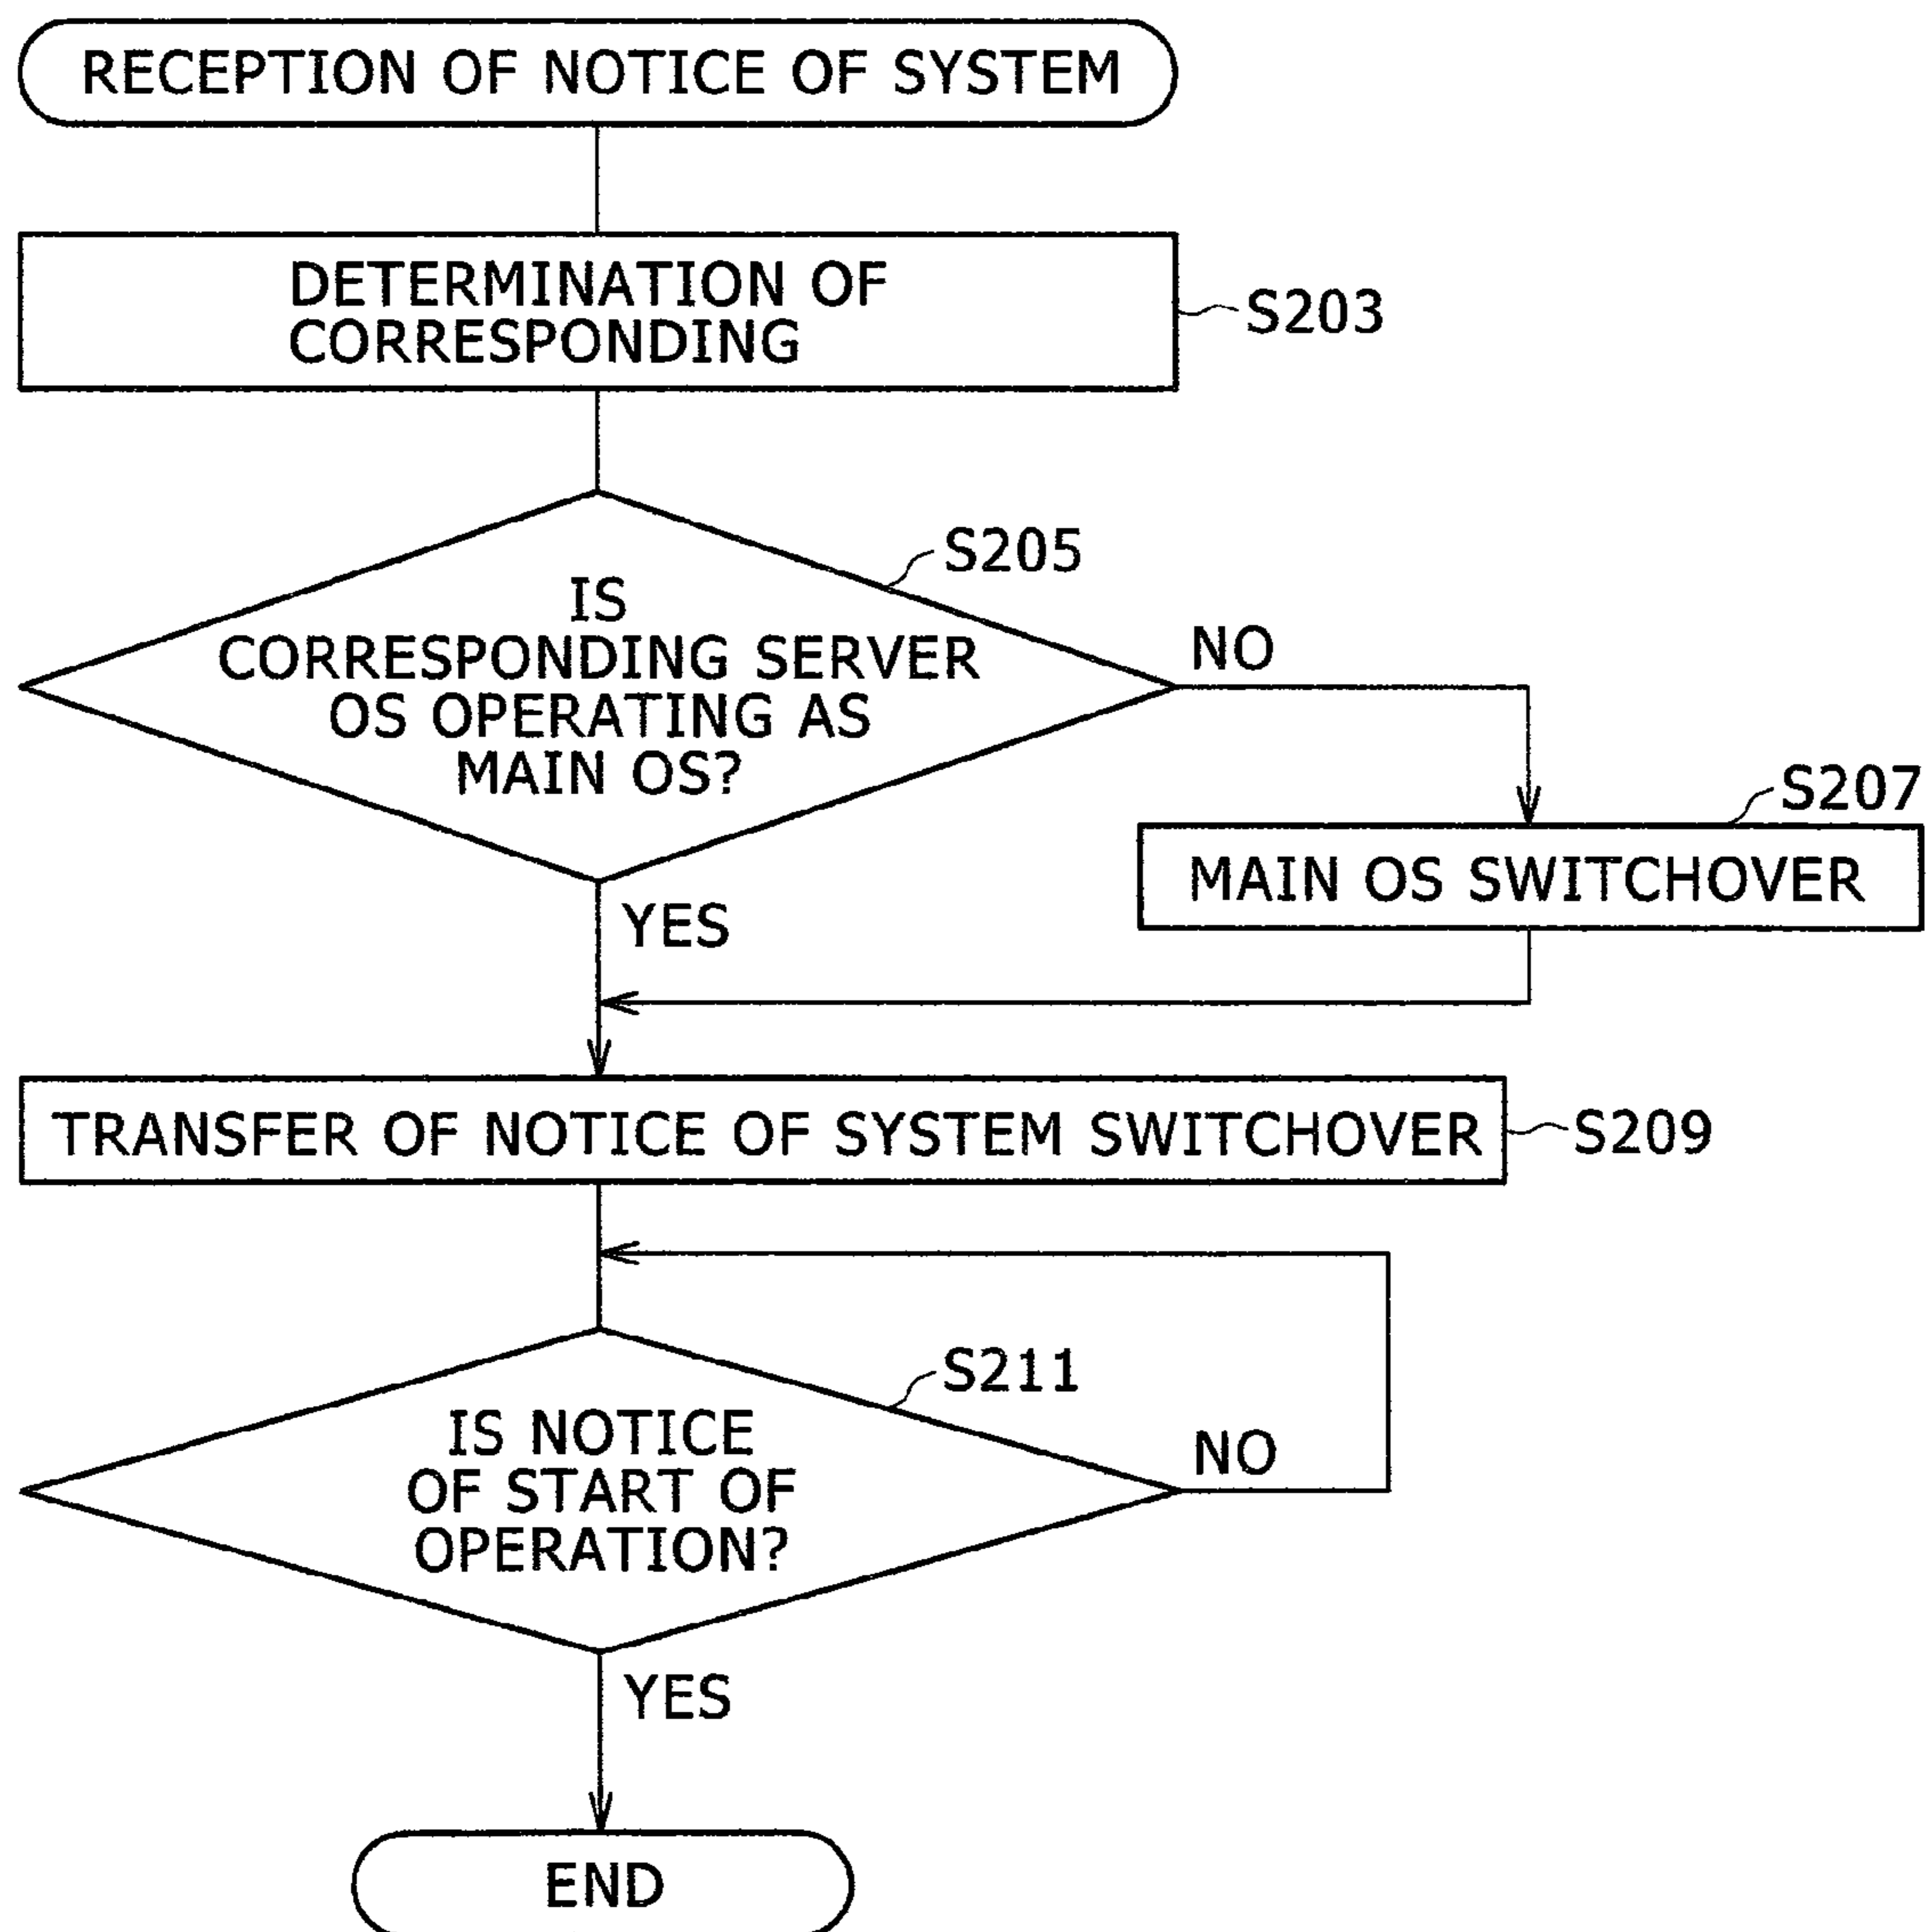 RECEPTION OF NOTICE OF SYSTEM
DETERMINATION OF
CORRESPONDING
S203
S205
IS
CORRESPONDING SERVER
OS OPERATING AS
MAIN OS?
NO
S207
MAIN OS SWITCHOVER
YES
TRANSFER OF NOTICE OF SYSTEM SWITCHOVER
S209
S211
IS NOTICE
OF START OF
OPERATION?
NO
YES
END